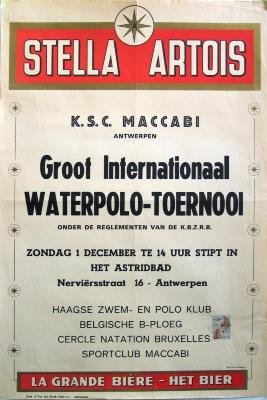 STELLA ARTOIS
K.S.C. MACCABI
ANTWERPEN
Groot Internationaal
WATERPOLO-TOERNOOI
ONDER DE REGLEMENTEN VAN DE K.B.Z.R.B.
ZONDAG 1 DECEMBER TE 14 UUR STIPT IN
HET ASTRIDBAD
Nerviërsstraat 16 - Antwerpen
HAAGSE ZWEM- EN POLO KLUB
BELGISCHE B-PLOEG
CERCLE NATATION BRUXELLES
SPORTCLUB MACCABI
LA GRANDE BIÈRE - HET BIER